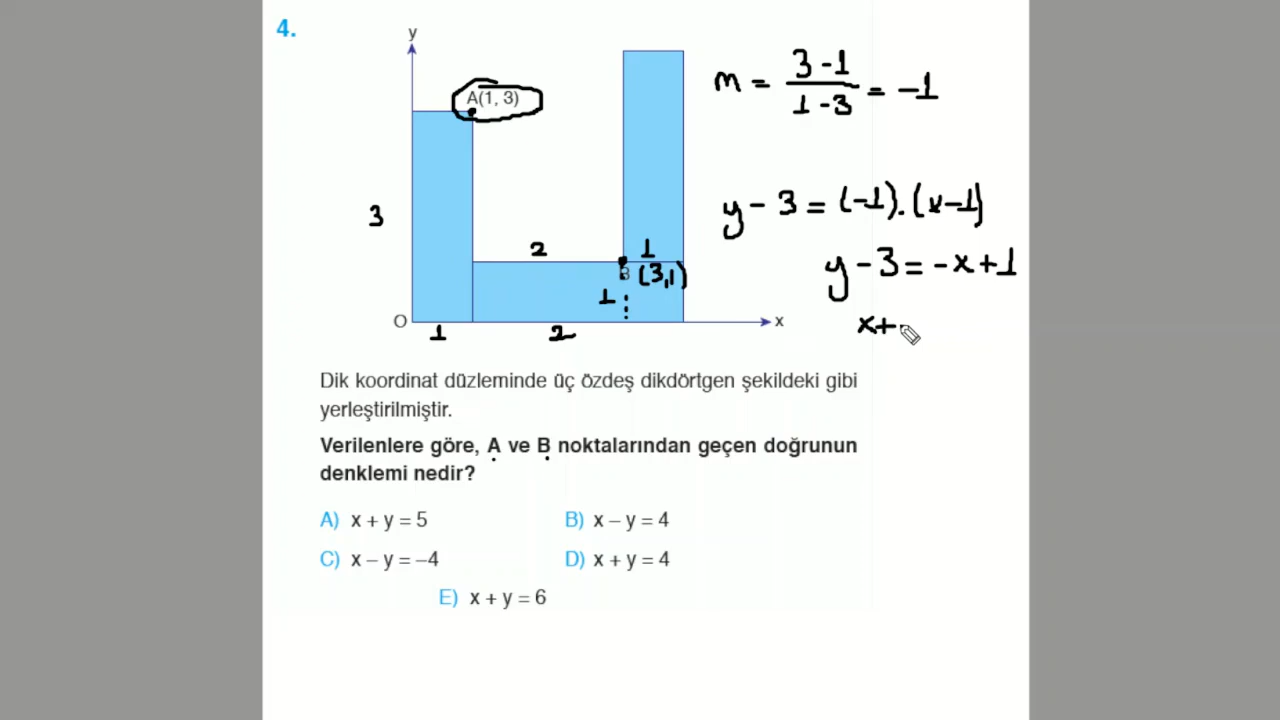 4.
y
A(1, 3)
m = 3 - 1 / 1 - 3 = -1
3
y - 3 = (-1).(x-1)
2
1
B (3,1)
y - 3 = -x + 1
1
O
x
1
2
x+
Dik koordinat düzleminde üç özdeş dikdörtgen şekildeki gibi
yerleştirilmiştir.
Verilenlere göre, A ve B noktalarından geçen doğrunun
denklemi nedir?
A) x + y = 5
B) x – y = 4
C) x – y = –4
D) x + y = 4
E) x + y = 6